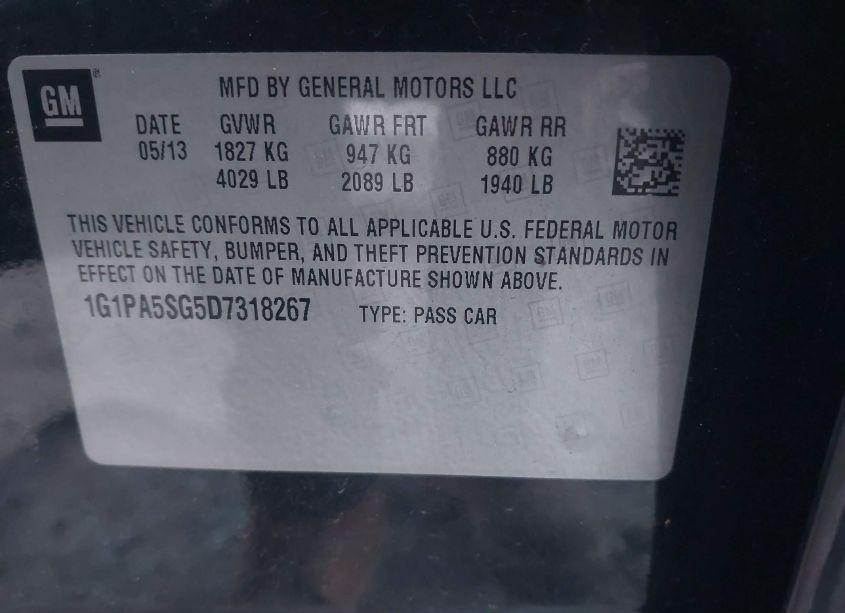 GM
MFD BY GENERAL MOTORS LLC
DATE GVWR GAWR FRT GAWR RR
05/13 1827 KG 947 KG 880 KG
4029 LB 2089 LB 1940 LB
THIS VEHICLE CONFORMS TO ALL APPLICABLE U.S. FEDERAL MOTOR
VEHICLE SAFETY, BUMPER, AND THEFT PREVENTION STANDARDS IN
EFFECT ON THE DATE OF MANUFACTURE SHOWN ABOVE.
1G1PA5SG5D7318267 TYPE: PASS CAR